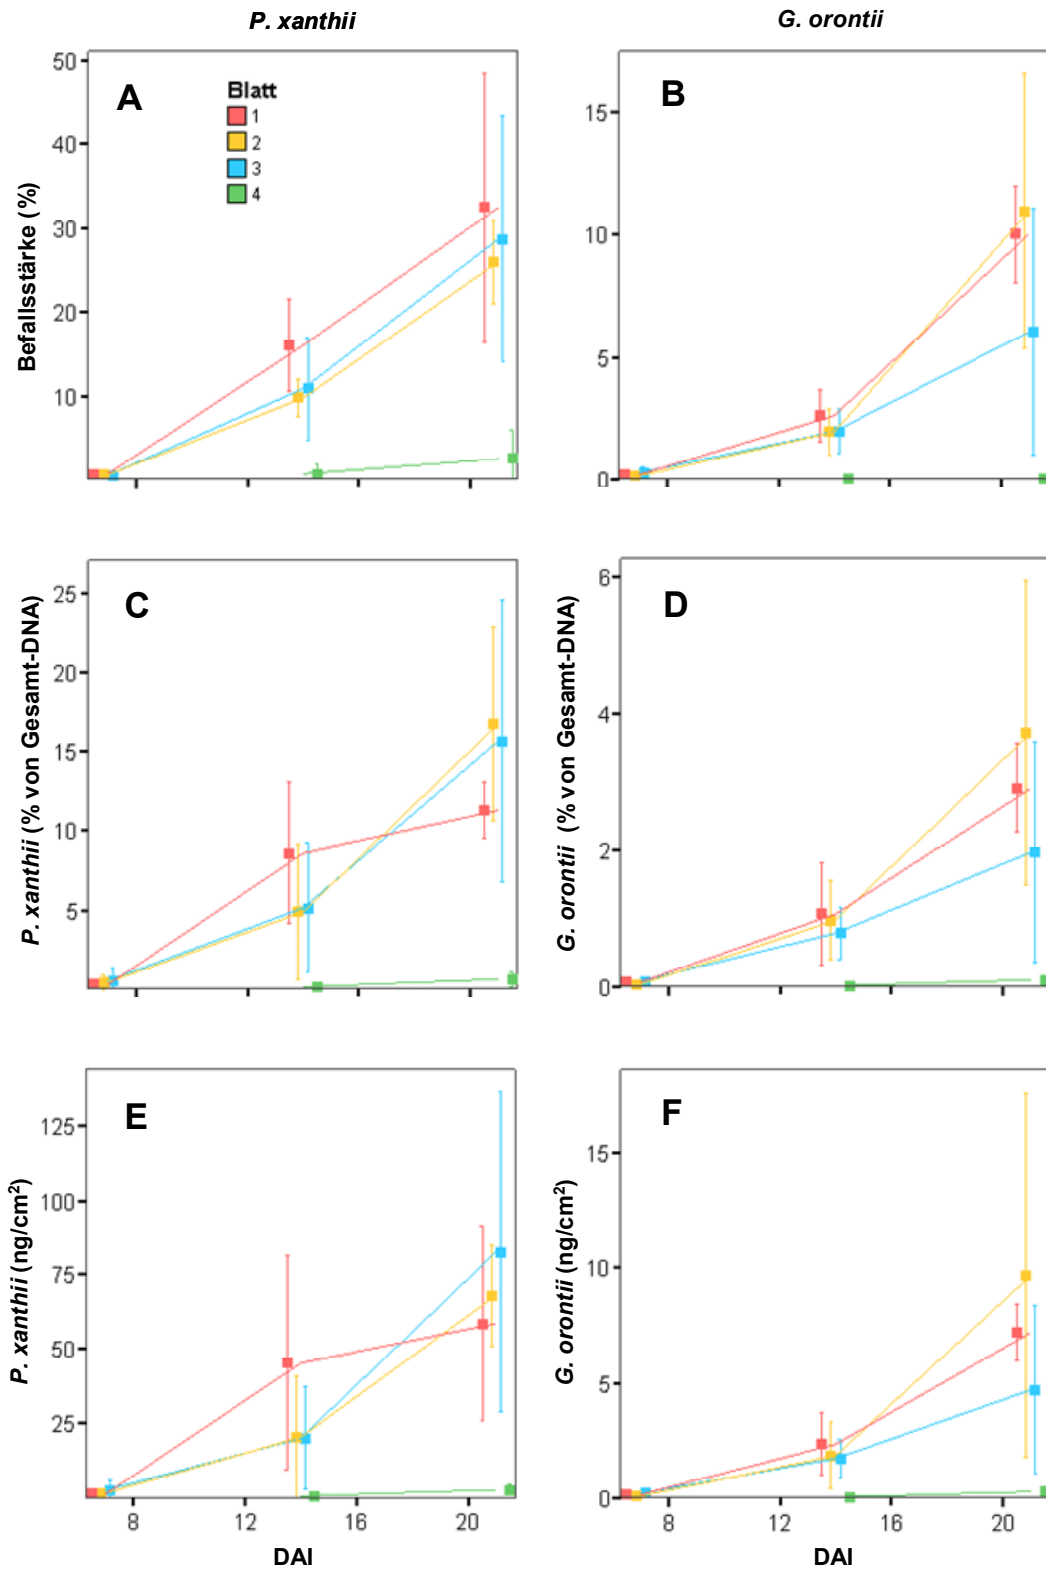 P. xanthii
G. orontii
A
Blatt
1
2
3
4
50
40
30
20
10
Befallsstärke (%)
B
15
10
5
0
C
25
20
15
10
5
P. xanthii (% von Gesamt-DNA)
D
6
4
2
0
G. orontii (% von Gesamt-DNA)
E
125
100
75
50
25
P. xanthii (ng/cm²)
8
12
16
20
DAI
F
15
10
5
0
G. orontii (ng/cm²)
8
12
16
20
DAI